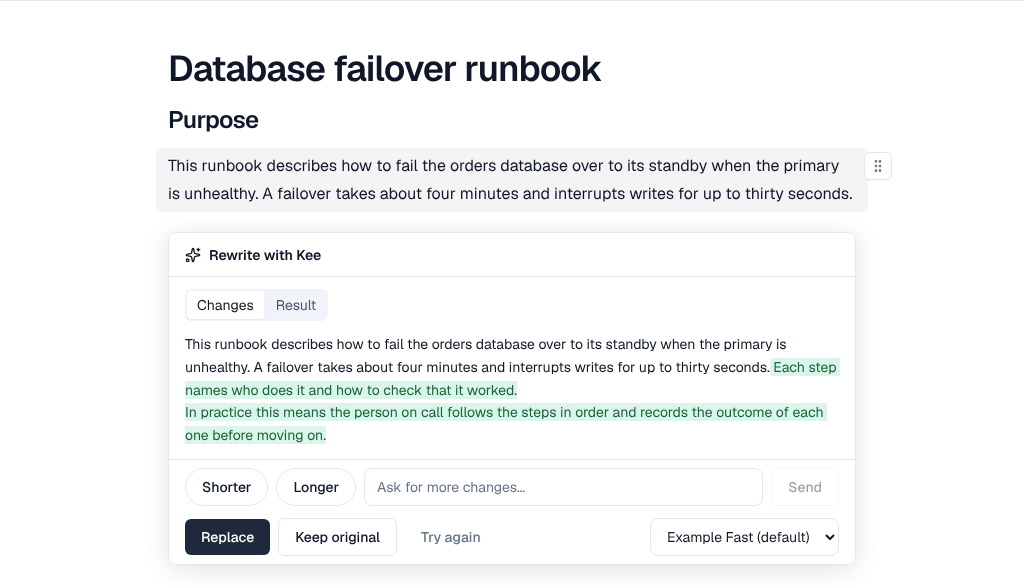 Database failover runbook
Purpose
This runbook describes how to fail the orders database over to its standby when the primary
is unhealthy. A failover takes about four minutes and interrupts writes for up to thirty seconds.
Rewrite with Kee
Changes Result
This runbook describes how to fail the orders database over to its standby when the primary is
unhealthy. A failover takes about four minutes and interrupts writes for up to thirty seconds. Each step
names who does it and how to check that it worked.
In practice this means the person on call follows the steps in order and records the outcome of each
one before moving on.
Shorter Longer Ask for more changes... Send
Replace Keep original Try again Example Fast (default)